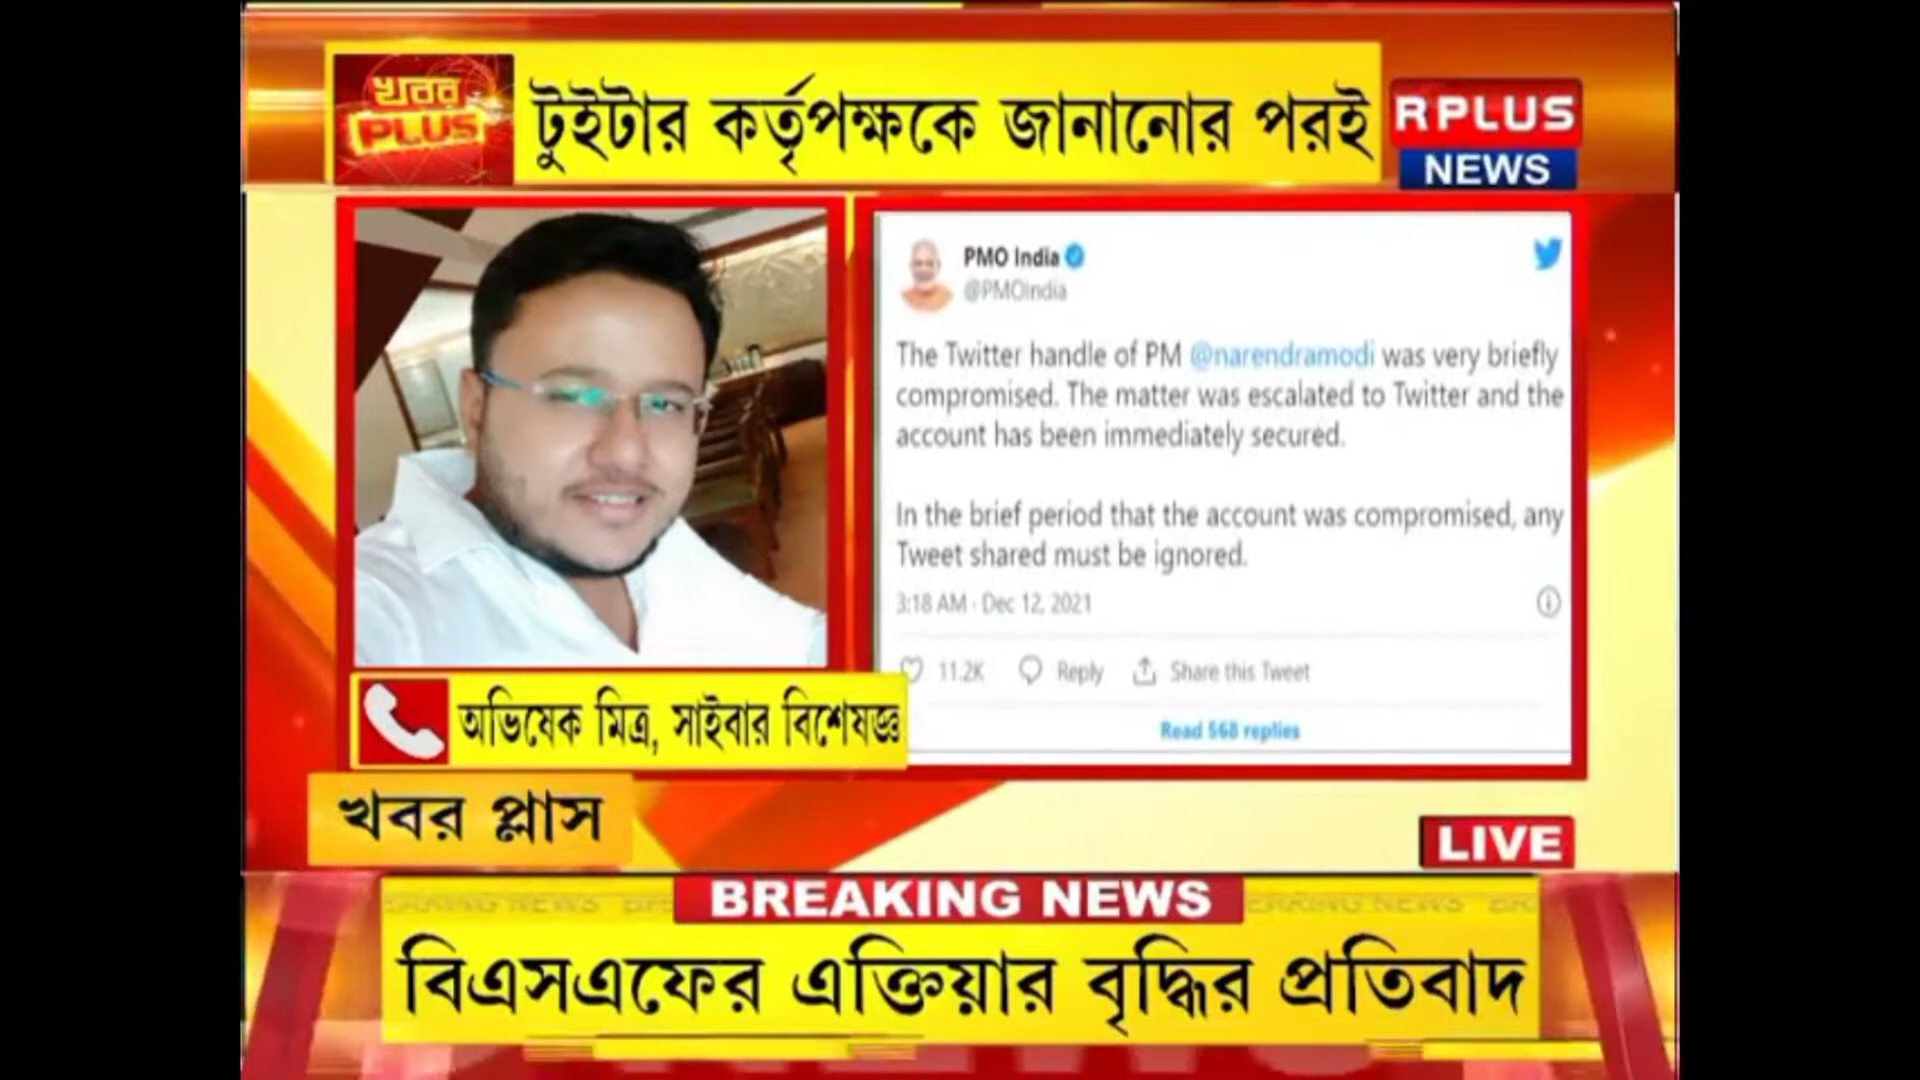 খবর
PLUS
টুইটার কর্তৃপক্ষকে জানানোর পরই
RPLUS
NEWS
PMO India
@PMOIndia
The Twitter handle of PM @narendramodi was very briefly
compromised. The matter was escalated to Twitter and the
account has been immediately secured.
In the brief period that the account was compromised, any
Tweet shared must be ignored.
3:18 AM · Dec 12, 2021
11.2K Reply Share this Tweet
Read 568 replies
অভিষেক মিত্র, সাইবার বিশেষজ্ঞ
খবর প্লাস
LIVE
BREAKING NEWS
বিএসএফের এক্তিয়ার বৃদ্ধির প্রতিবাদ